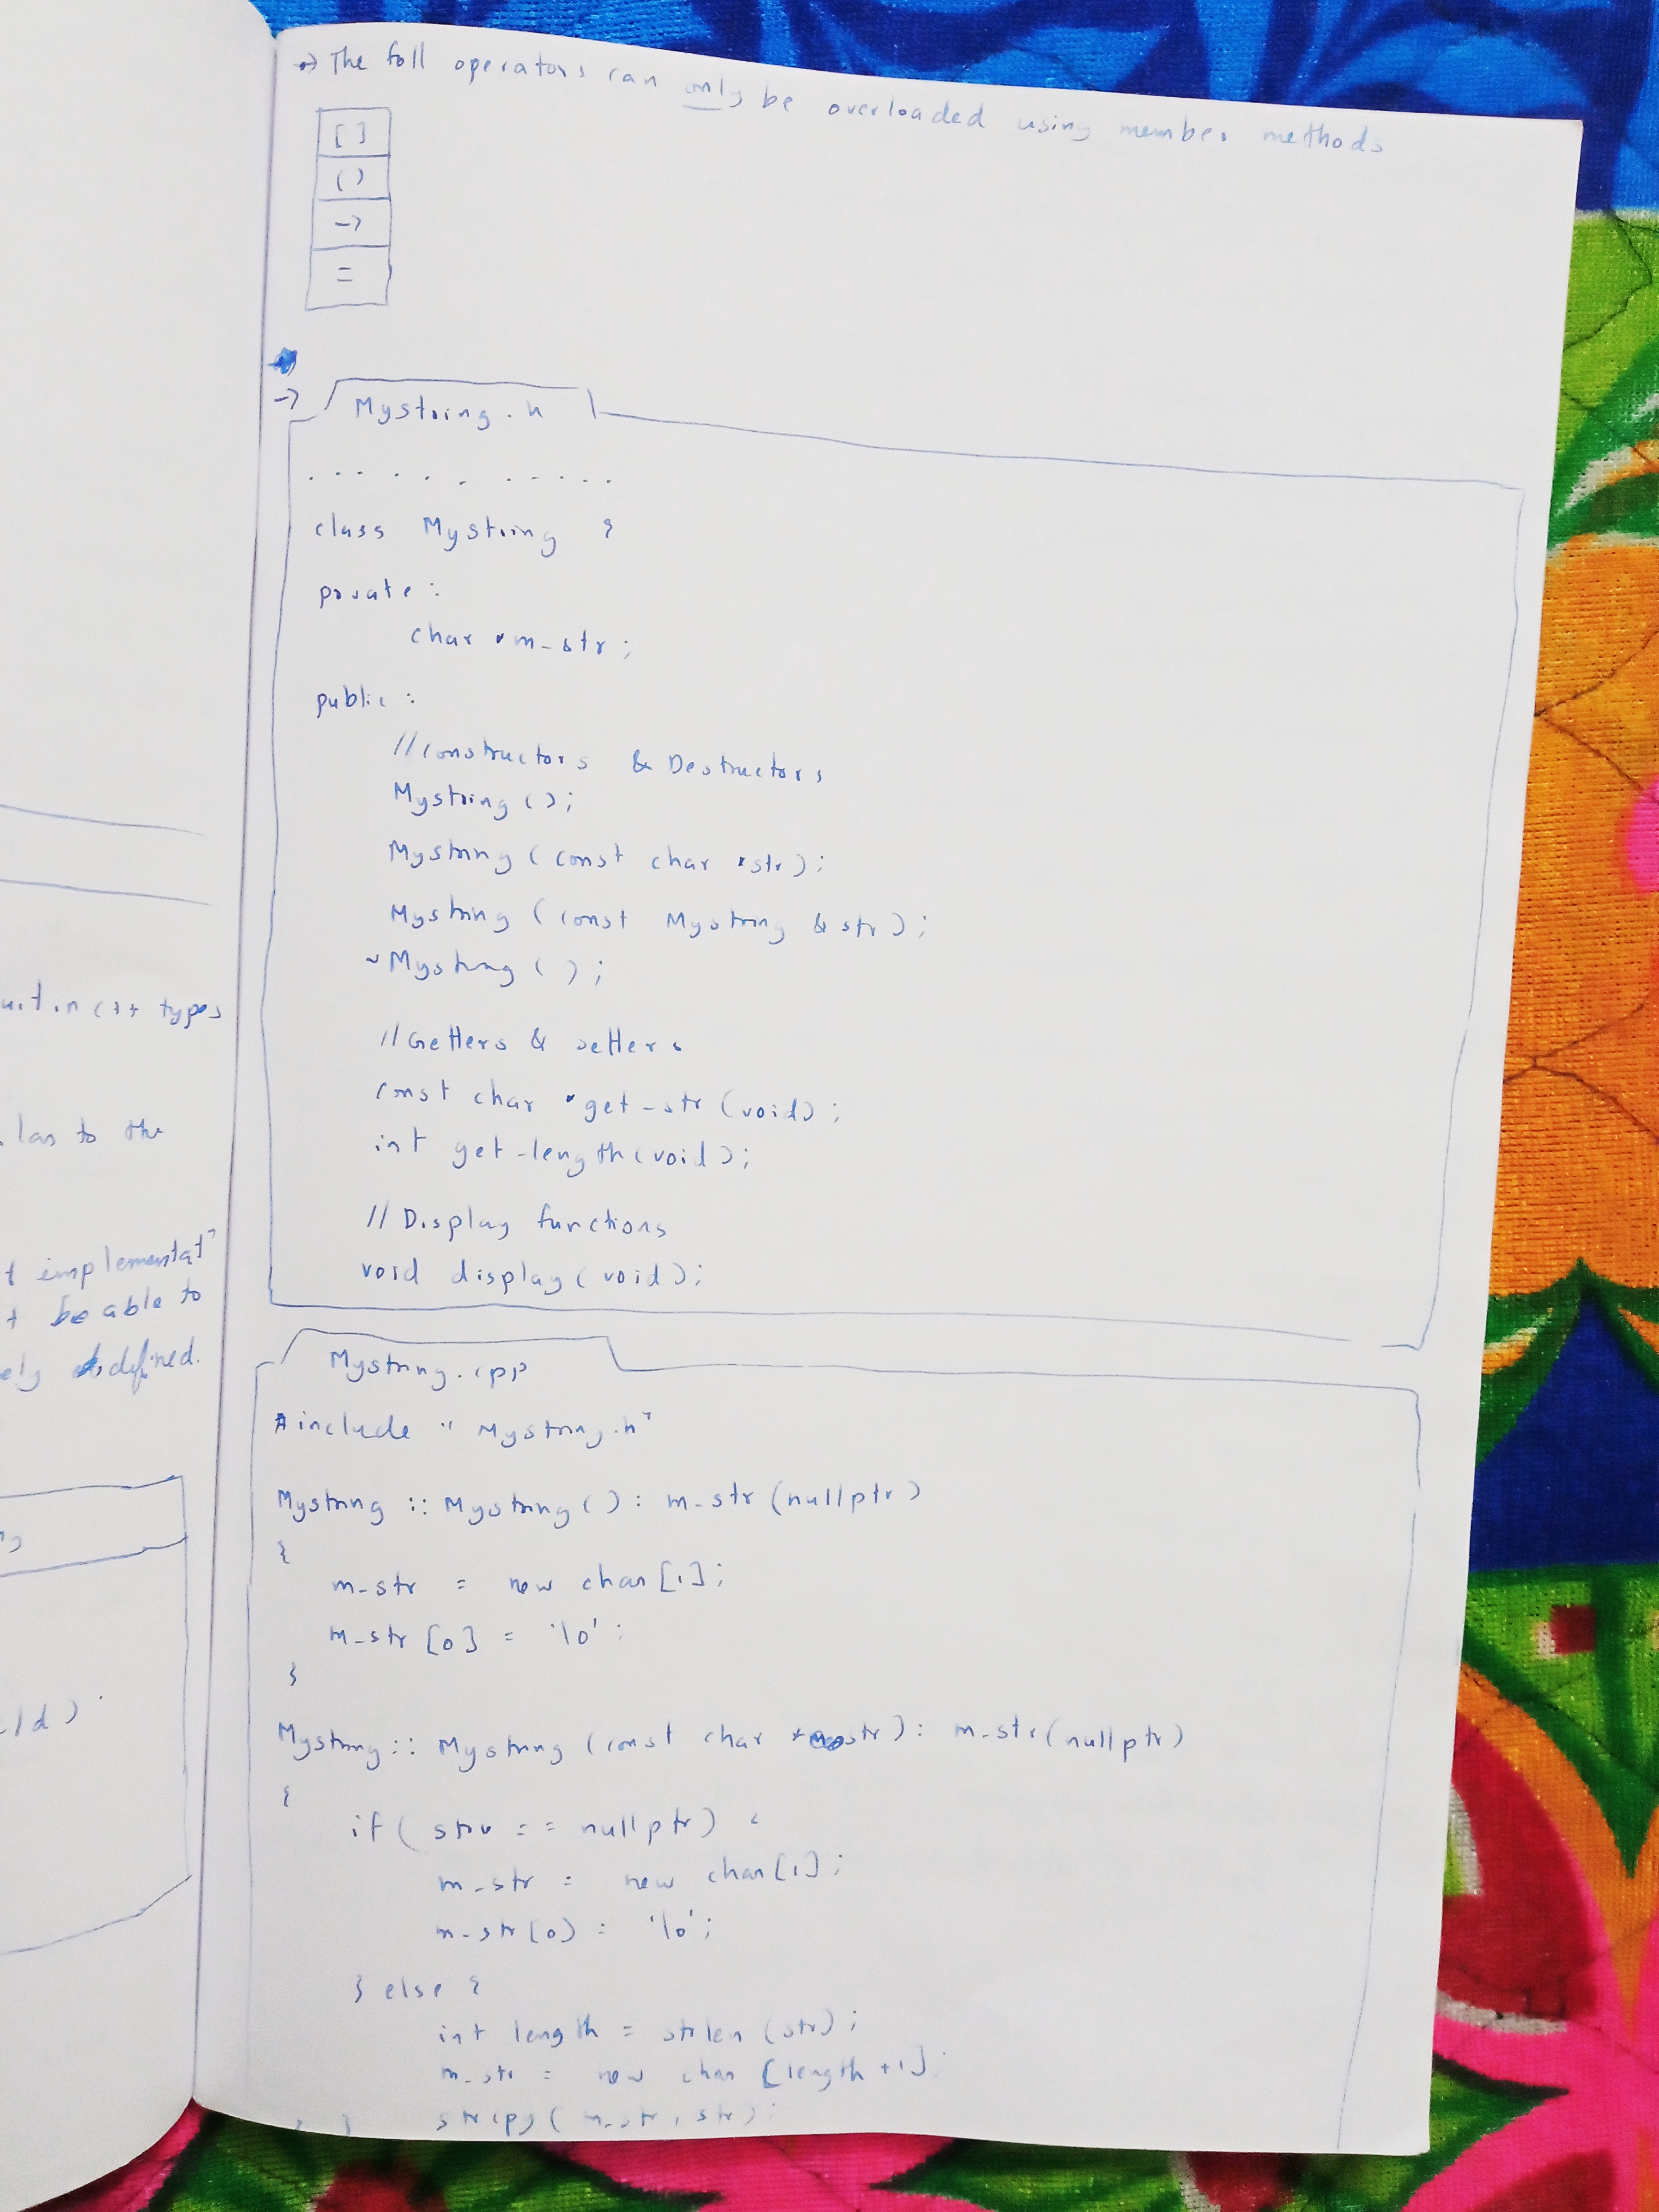 uilt in c++ types
lar to the
t implementat^n
t be able to
ely defined.
ld)
→ The foll operators can only be overloaded using member methods
[ ]
( )
→
=
→ Mystring.h
. . . . . . . . . . .
class Mystring {
private :
char *m_str ;
public :
// constructors & Destructors
Mystring ( ) ;
Mystring ( const char *str ) ;
Mystring ( const Mystring & str ) ;
~Mystring ( ) ;
// Getters & setters
const char *get_str (void) ;
int get_length (void) ;
// Display functions
void display ( void ) ;
Mystring.cpp
#include "Mystring.h"
Mystring :: Mystring ( ) : m_str (nullptr)
{
m_str = new char [1] ;
m_str [0] = '\0' ;
}
Mystring :: Mystring (const char *str) : m_str (nullptr)
{
if ( str == nullptr) {
m_str = new char [1] ;
m_str [0] = '\0' ;
} else {
int length = strlen (str) ;
m_str = new char [length +1] ;
} } strcpy ( m_str, str) ;